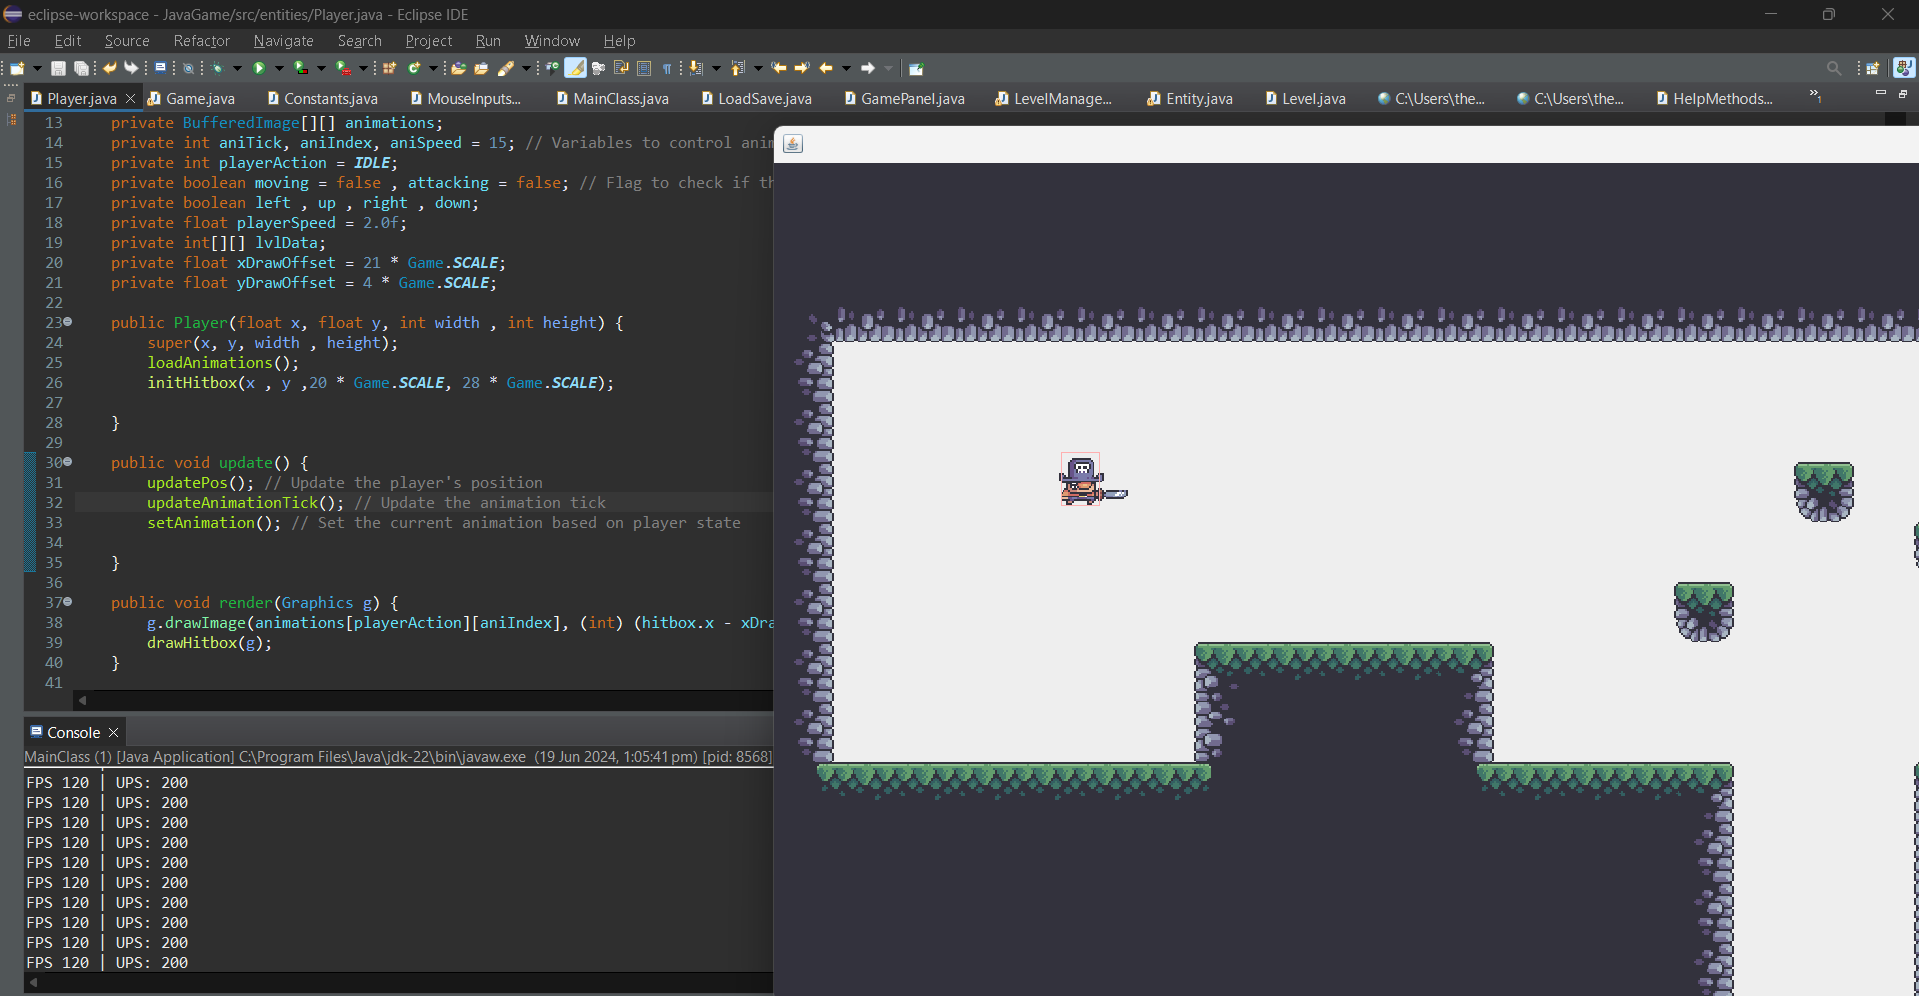 eclipse-workspace - JavaGame/src/entities/Player.java - Eclipse IDE
File Edit Source Refactor Navigate Search Project Run Window Help
Player.java Game.java Constants.java MouseInputs... MainClass.java LoadSave.java GamePanel.java LevelManage... Entity.java Level.java C:\Users\the... C:\Users\the... HelpMethods... »1
13 private BufferedImage[][] animations;
14 private int aniTick, aniIndex, aniSpeed = 15; // Variables to control ani
15 private int playerAction = IDLE;
16 private boolean moving = false , attacking = false; // Flag to check if th
17 private boolean left , up , right , down;
18 private float playerSpeed = 2.0f;
19 private int[][] lvlData;
20 private float xDrawOffset = 21 * Game.SCALE;
21 private float yDrawOffset = 4 * Game.SCALE;
22
23 public Player(float x, float y, int width , int height) {
24 super(x, y, width , height);
25 loadAnimations();
26 initHitbox(x , y ,20 * Game.SCALE, 28 * Game.SCALE);
27
28 }
29
30 public void update() {
31 updatePos(); // Update the player's position
32 updateAnimationTick(); // Update the animation tick
33 setAnimation(); // Set the current animation based on player state
34
35 }
36
37 public void render(Graphics g) {
38 g.drawImage(animations[playerAction][aniIndex], (int) (hitbox.x - xDra
39 drawHitbox(g);
40 }
41
Console
MainClass (1) [Java Application] C:\Program Files\Java\jdk-22\bin\javaw.exe (19 Jun 2024, 1:05:41 pm) [pid: 8568]
FPS 120 | UPS: 200
FPS 120 | UPS: 200
FPS 120 | UPS: 200
FPS 120 | UPS: 200
FPS 120 | UPS: 200
FPS 120 | UPS: 200
FPS 120 | UPS: 200
FPS 120 | UPS: 200
FPS 120 | UPS: 200
FPS 120 | UPS: 200